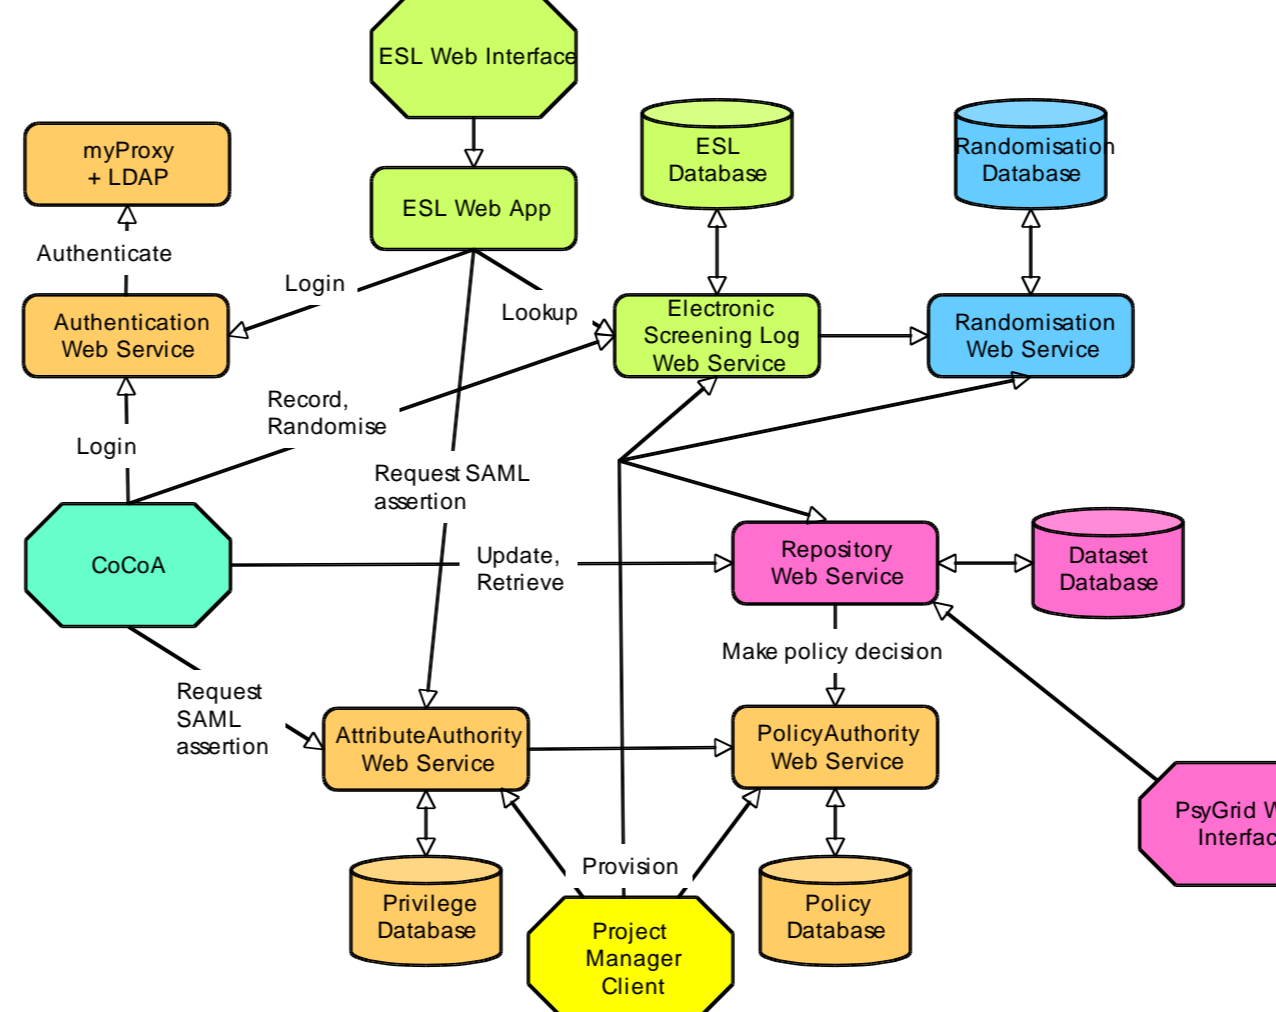 ESL Web Interface
myProxy
+ LDAP
ESL Web App
ESL
Database
Randomisation
Database
Authenticate
Login
Lookup
Authentication
Web Service
Electronic
Screening Log
Web Service
Randomisation
Web Service
Record,
Randomise
Login
Request SAML
assertion
CoCoA
Update,
Retrieve
Repository
Web Service
Dataset
Database
Make policy decision
Request
SAML
assertion
AttributeAuthority
Web Service
PolicyAuthority
Web Service
PsyGrid W
Interfac
Provision
Privilege
Database
Policy
Database
Project
Manager
Client